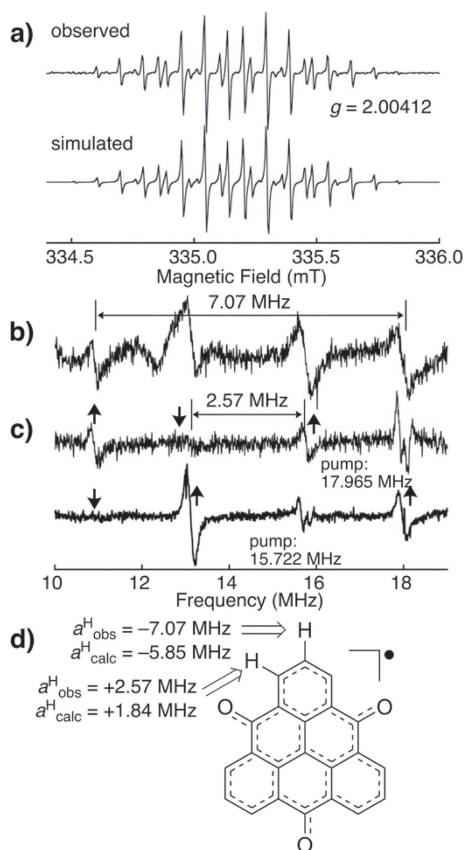 a)
observed
g = 2.00412
simulated
334.5 335.0 335.5 336.0
Magnetic Field (mT)
b)
7.07 MHz
c)
2.57 MHz
pump:
17.965 MHz
pump:
15.722 MHz
10 12 14 16 18
Frequency (MHz)
d)
aᴴobs = –7.07 MHz
aᴴcalc = –5.85 MHz
aᴴobs = +2.57 MHz
aᴴcalc = +1.84 MHz
H
H
O O
O